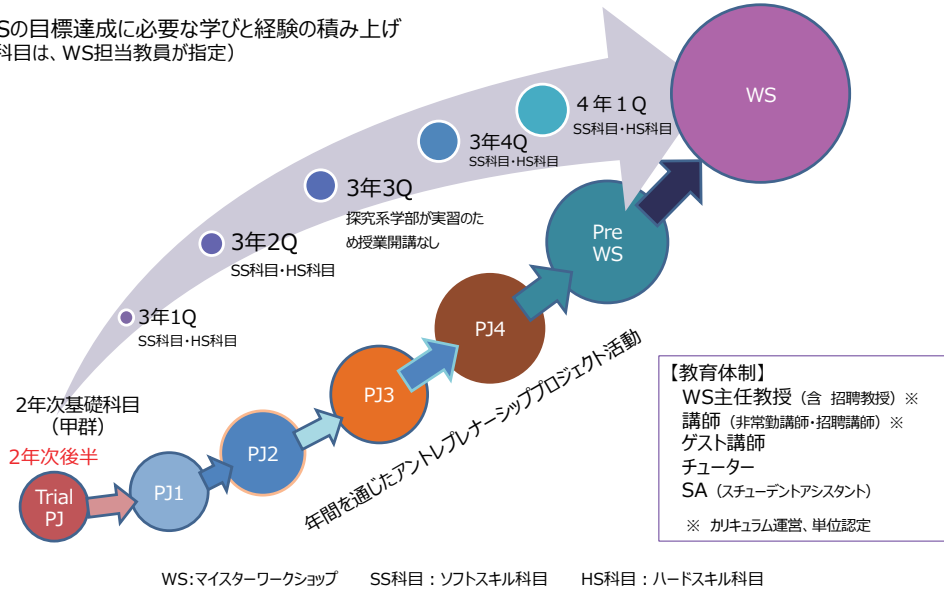 Sの目標達成に必要な学びと経験の積み上げ
科目は、WS担当教員が指定）
WS
４年１Q
SS科目・HS科目
3年4Q
SS科目・HS科目
3年3Q
探究系学部が実習のた
め授業開講なし
3年2Q
SS科目・HS科目
3年1Q
SS科目・HS科目
2年次基礎科目
（甲群）
2年次後半
Trial
PJ
PJ1
PJ2
PJ3
PJ4
Pre
WS
年間を通じたアントレプレナーシッププロジェクト活動
【教育体制】
WS主任教授（含 招聘教授）※
講師（非常勤講師・招聘講師）※
ゲスト講師
チューター
SA（スチューデントアシスタント）
※ カリキュラム運営、単位認定
WS:マイスターワークショップ SS科目：ソフトスキル科目 HS科目：ハードスキル科目